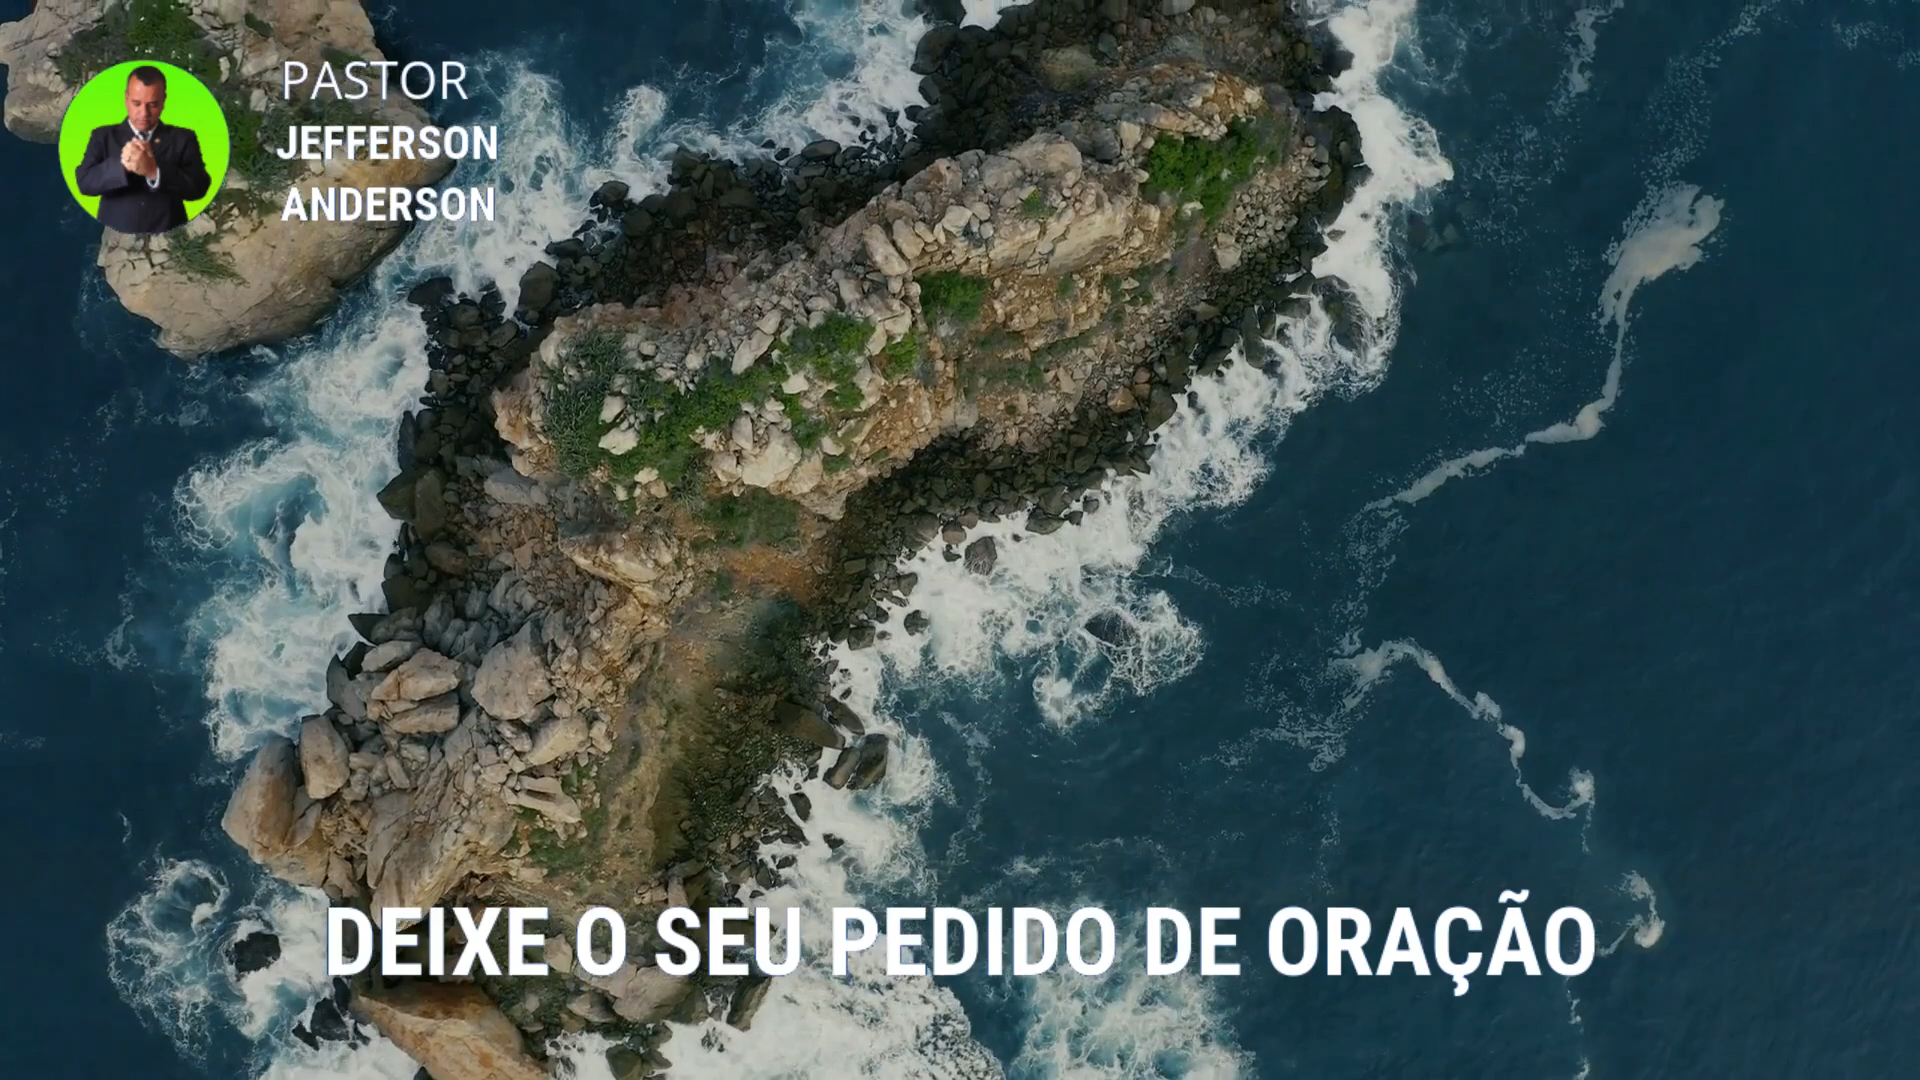 PASTOR
JEFFERSON
ANDERSON
DEIXE O SEU PEDIDO DE ORAÇÃO